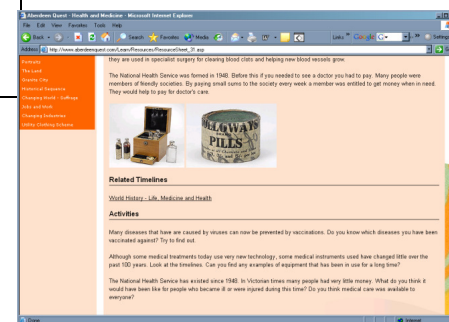 Aberdeen Quest - Health and Medicine - Microsoft Internet Explorer
File Edit View Favorites Tools Help
Back Search Favorites Media Links Google Settings
Address http://www.aberdeenquest.com/Learn/Resources/ResourceSheet_31.asp
Portraits
The Land
Granite City
Historical Sequence
Changing World - Suffrage
Jobs and Work
Changing Industries
Utility Clothing Scheme
they are used in specialist surgery for clearing blood clots and helping new blood vessels grow.
The National Health Service was formed in 1948. Before this if you needed to see a doctor you had to pay. Many people were
members of friendly societies. By paying small sums to the society every week a member was entitled to get money when in need.
They would help to pay for doctor's care.
LLOWAYS
PILLS
Related Timelines
World History - Life, Medicine and Health
Activities
Many diseases that have are caused by viruses can now be prevented by vaccinations. Do you know which diseases you have been
vaccinated against? Try to find out.
Although some medical treatments today use very new technology, some medical instruments used have changed little over the
past 100 years. Look at the timelines. Can you find any examples of equipment that has been in use for a long time?
The National Health Service has existed since 1948. In Victorian times many people had very little money. What do you think it
would have been like for people who became ill or were injured during this time? Do you think medical care was available to
everyone?
Done Internet